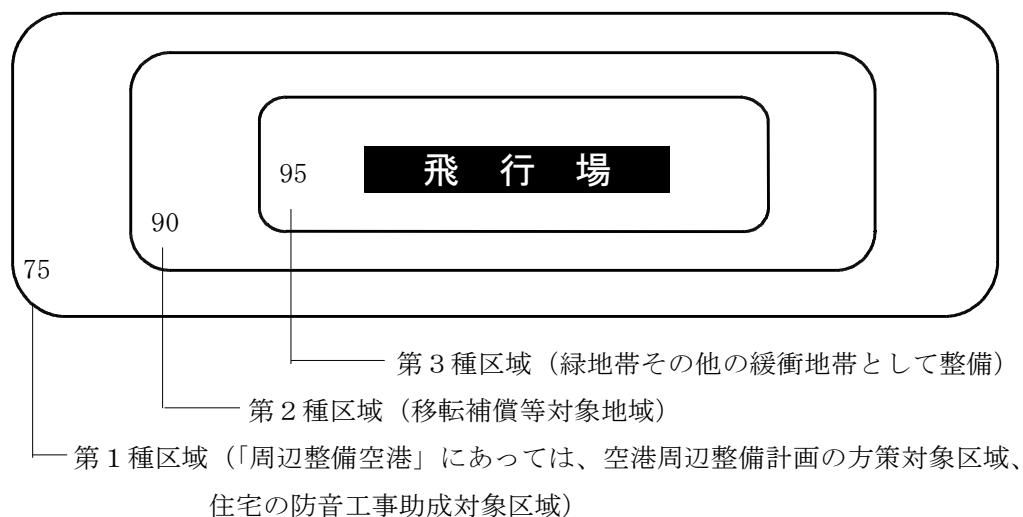 飛行場
95
90
75
第３種区域（緑地帯その他の緩衝地帯として整備）
第２種区域（移転補償等対象地域）
第１種区域（「周辺整備空港」にあっては、空港周辺整備計画の方策対象区域、
住宅の防音工事助成対象区域）